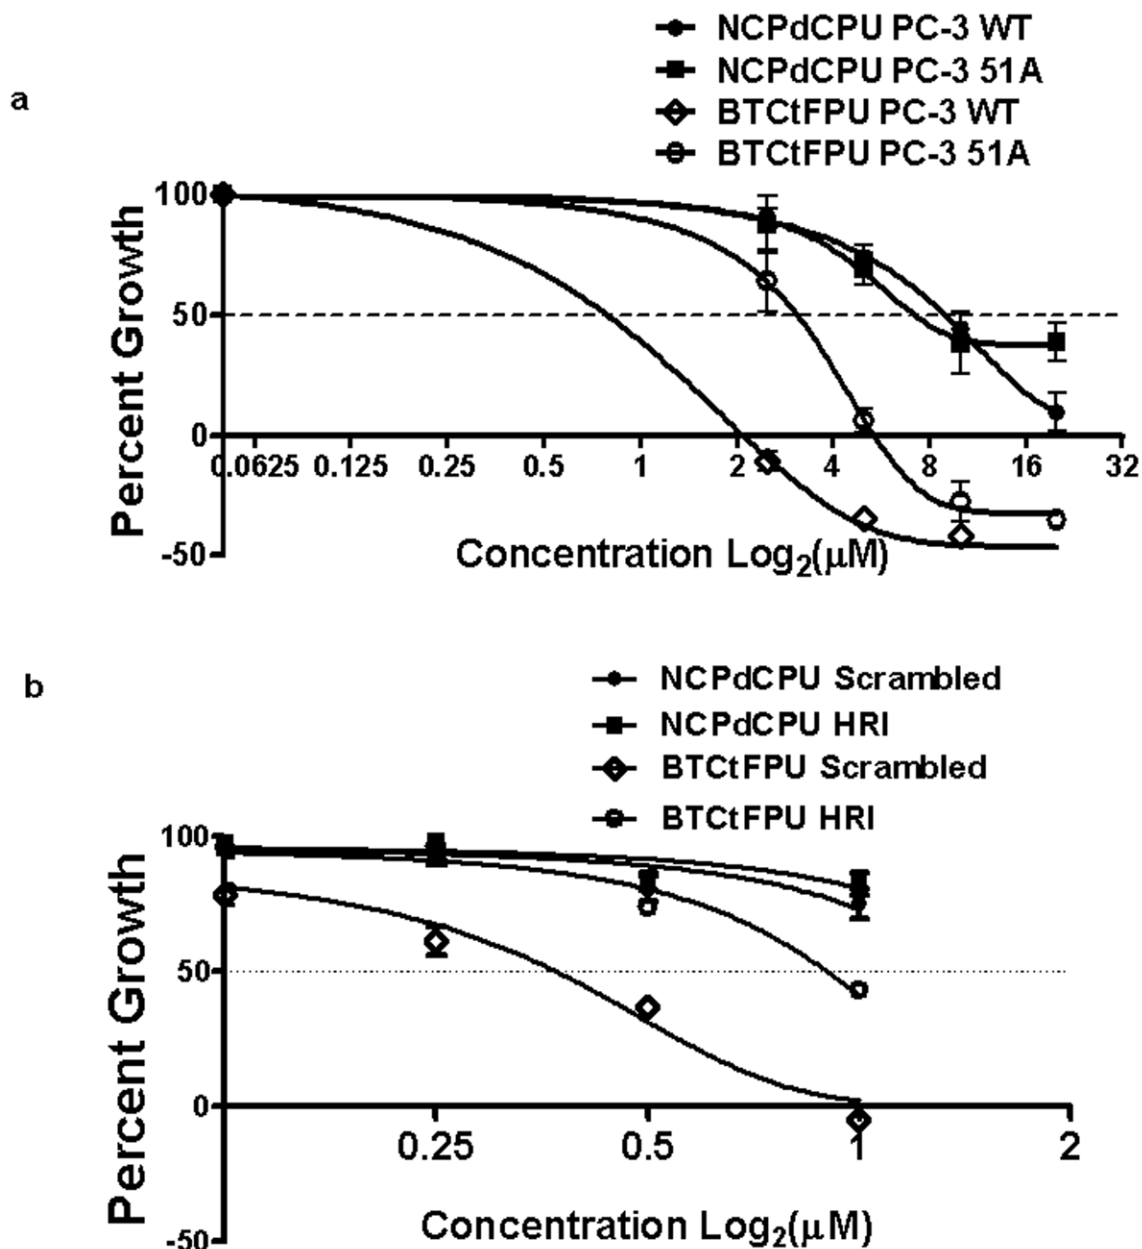 NCPdCPU PC-3 WT
NCPdCPU PC-3 51A
a
BTCtFPU PC-3 WT
BTCtFPU PC-3 51A
100
50
0
0.0625 0.125 0.25 0.5 1 2 4 8 16 32
-50
Percent Growth
Concentration Log₂(µM)
b
NCPdCPU Scrambled
NCPdCPU HRI
BTCtFPU Scrambled
BTCtFPU HRI
100
50
0
0.25 0.5 1 2
-50
Percent Growth
Concentration Log₂(µM)